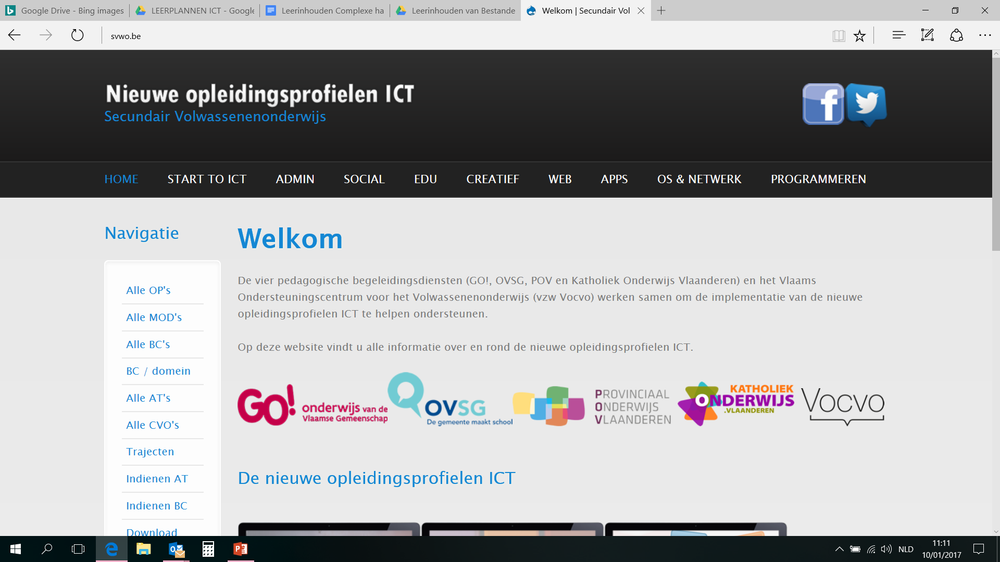 Google Drive - Bing images
LEERPLANNEN ICT - Google
Leerinhouden Complexe ha
Leerinhouden van Bestande
Welkom | Secundair Vol
svwo.be
Nieuwe opleidingsprofielen ICT
Secundair Volwassenenonderwijs
HOME START TO ICT ADMIN SOCIAL EDU CREATIEF WEB APPS OS & NETWERK PROGRAMMEREN
Navigatie
Alle OP's
Alle MOD's
Alle BC's
BC / domein
Alle AT's
Alle CVO's
Trajecten
Indienen AT
Indienen BC
Download
Welkom
De vier pedagogische begeleidingsdiensten (GO!, OVSG, POV en Katholiek Onderwijs Vlaanderen) en het Vlaams
Ondersteuningscentrum voor het Volwassenenonderwijs (vzw Vocvo) werken samen om de implementatie van de nieuwe
opleidingsprofielen ICT te helpen ondersteunen.
Op deze website vindt u alle informatie over en rond de nieuwe opleidingsprofielen ICT.
GO! onderwijs van de
Vlaamse Gemeenschap
OVSG
De gemeente maakt school
PROVINCIAAL
ONDERWIJS
VLAANDEREN
KATHOLIEK
ONDERWIJS
.VLAANDEREN
VOCVO
De nieuwe opleidingsprofielen ICT
NLD
11:11
10/01/2017